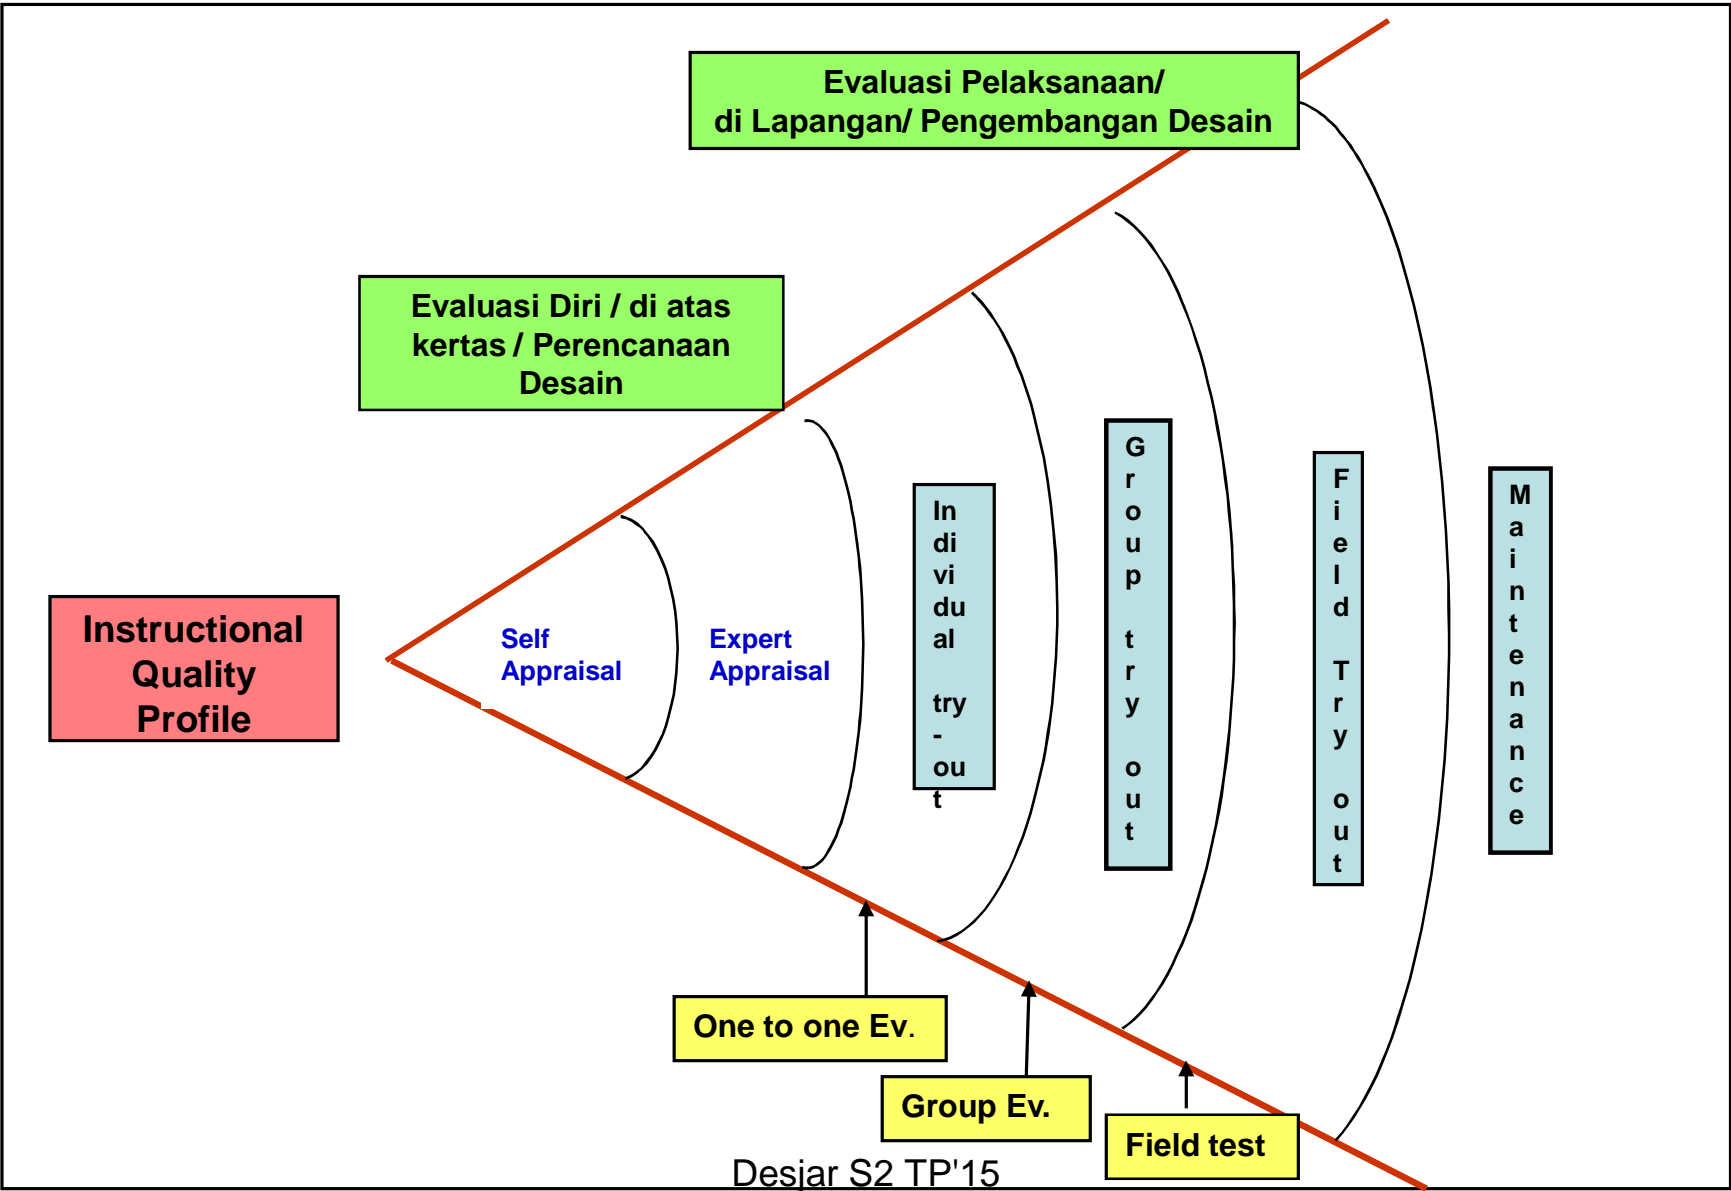 Evaluasi Pelaksanaan/
di Lapangan/ Pengembangan Desain
Evaluasi Diri / di atas
kertas / Perencanaan
Desain
Instructional
Quality
Profile
Self
Appraisal
Expert
Appraisal
In
di
vi
du
al
try
-
ou
t
G
r
o
u
p
t
r
y
o
u
t
F
i
e
l
d
T
r
y
o
u
t
M
a
i
n
t
e
n
a
n
c
e
One to one Ev.
Group Ev.
Field test
Desjar S2 TP'15